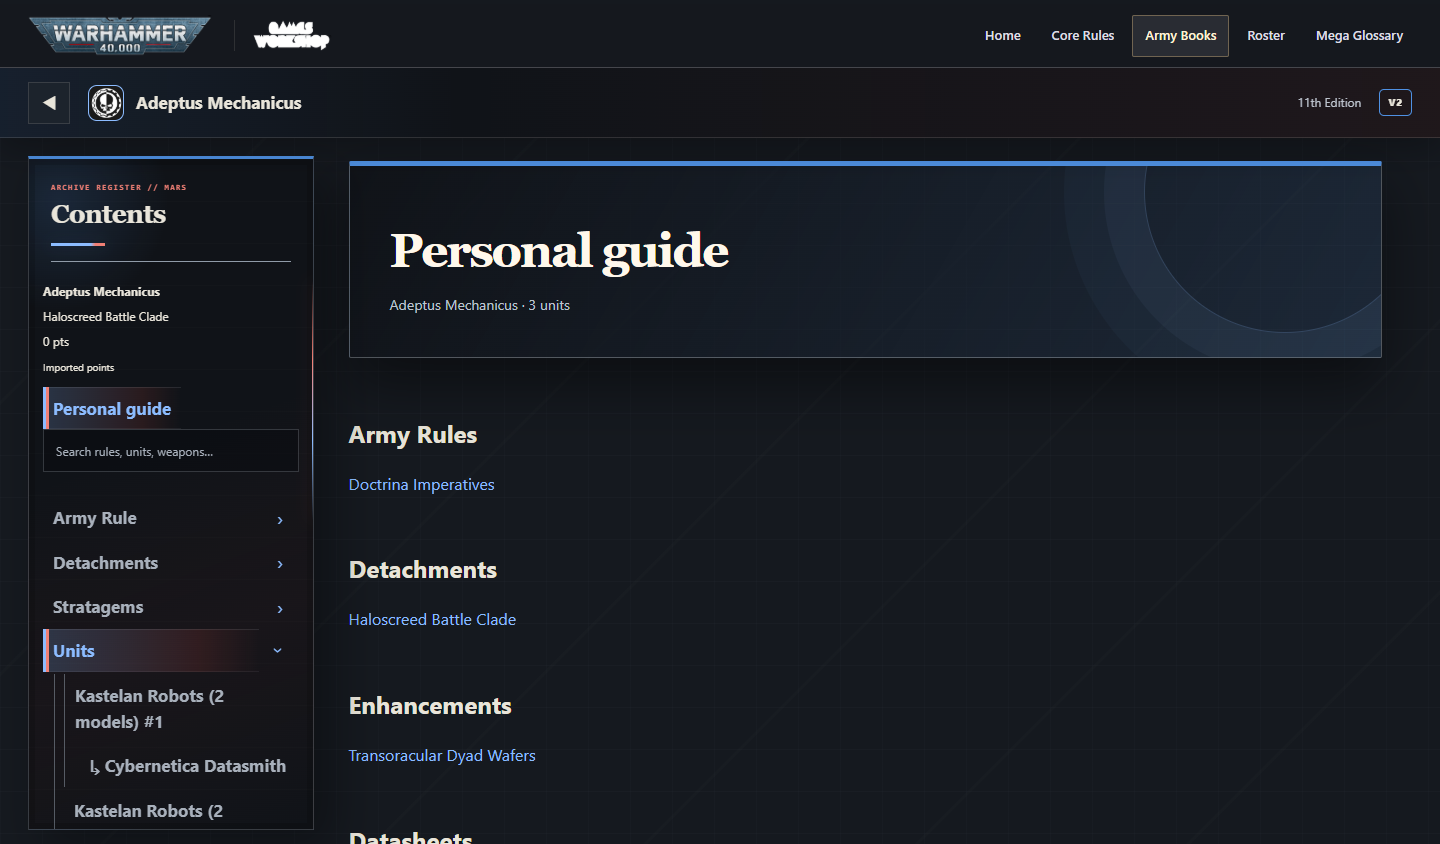 WARHAMMER
40,000
GAMES
WORKSHOP
Home
Core Rules
Army Books
Roster
Mega Glossary
Adeptus Mechanicus
11th Edition
V2
ARCHIVE REGISTER // MARS
Contents
Adeptus Mechanicus
Haloscreed Battle Clade
0 pts
Imported points
Personal guide
Search rules, units, weapons...
Army Rule
Detachments
Stratagems
Units
Kastelan Robots (2
models) #1
↳ Cybernetica Datasmith
Kastelan Robots (2
Personal guide
Adeptus Mechanicus · 3 units
Army Rules
Doctrina Imperatives
Detachments
Haloscreed Battle Clade
Enhancements
Transoracular Dyad Wafers
Datasheets